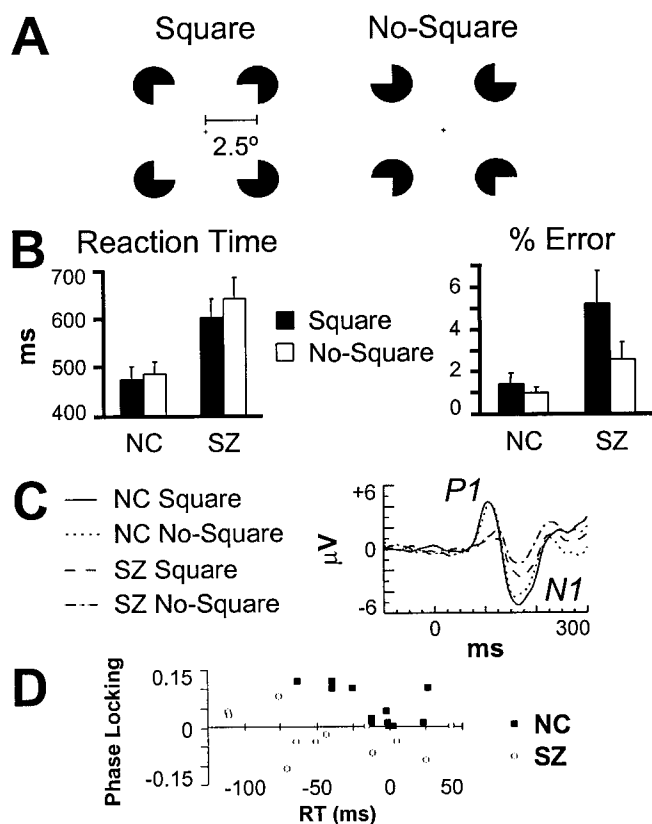 A
Square No-Square
2.5º
B
Reaction Time % Error
700
600
500
400
ms
NC SZ
Square
No-Square
6
4
2
0
NC SZ
C
NC Square
NC No-Square
SZ Square
SZ No-Square
+6
0
-6
µV
P1
N1
0 300
ms
D
0.15
0
-0.15
Phase Locking
-100 -50 0 50
RT (ms)
NC
SZ